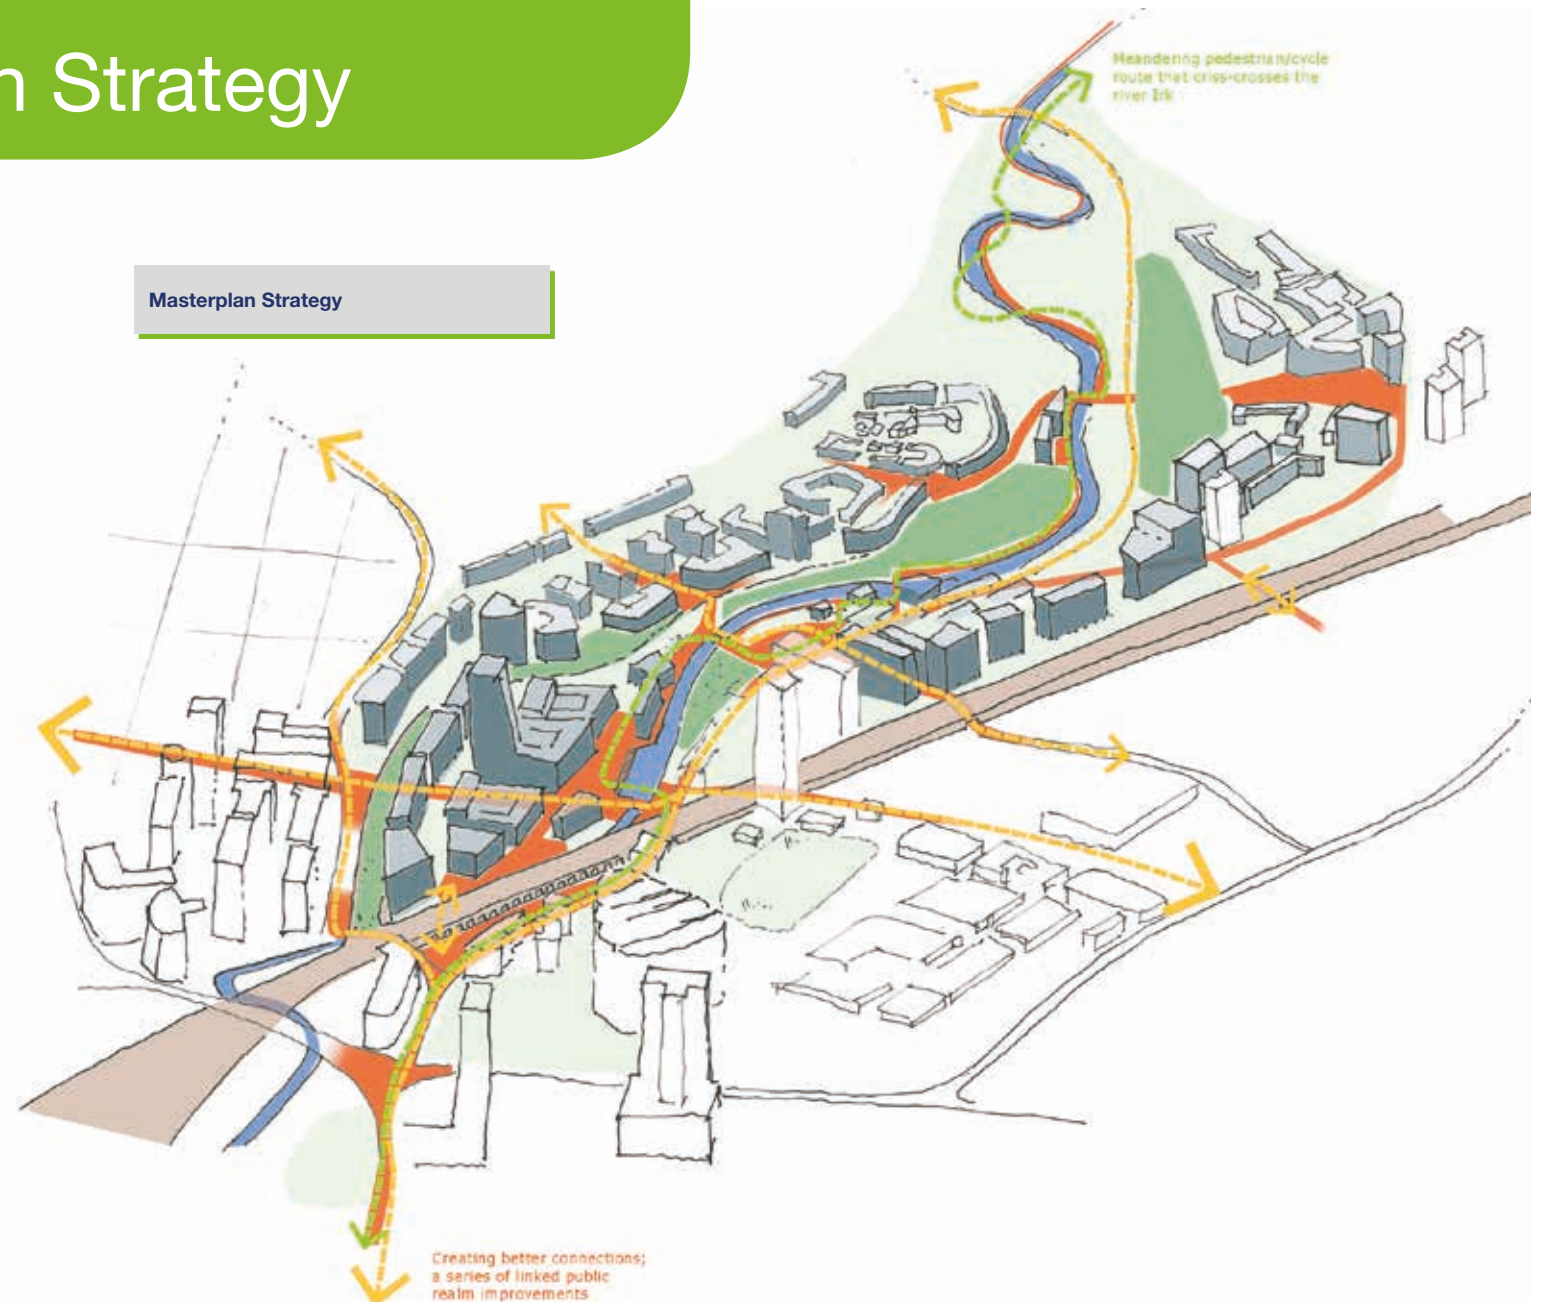 n Strategy
Masterplan Strategy
Meandering pedestrian/cycle
route that criss-crosses the
river Irk
Creating better connections;
a series of linked public
realm improvements